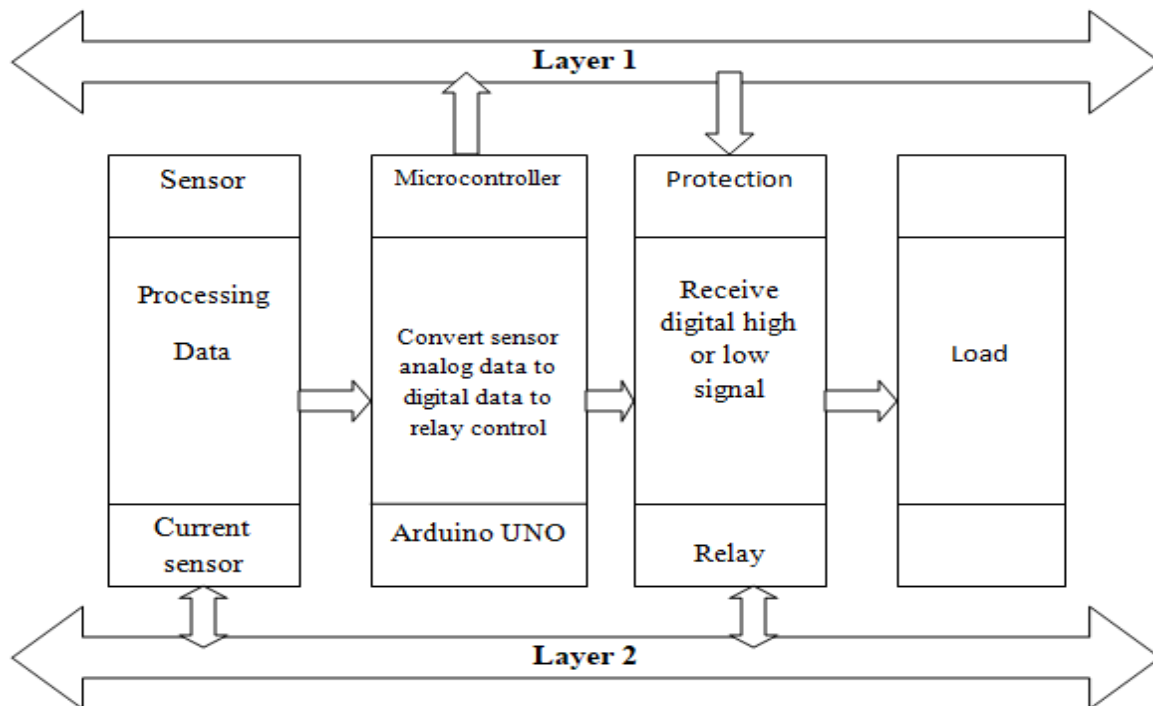 Layer 1
Sensor
Processing
Data
Current
sensor
Microcontroller
Convert sensor
analog data to
digital data to
relay control
Arduino UNO
Protection
Receive
digital high
or low
signal
Relay
Load
Layer 2